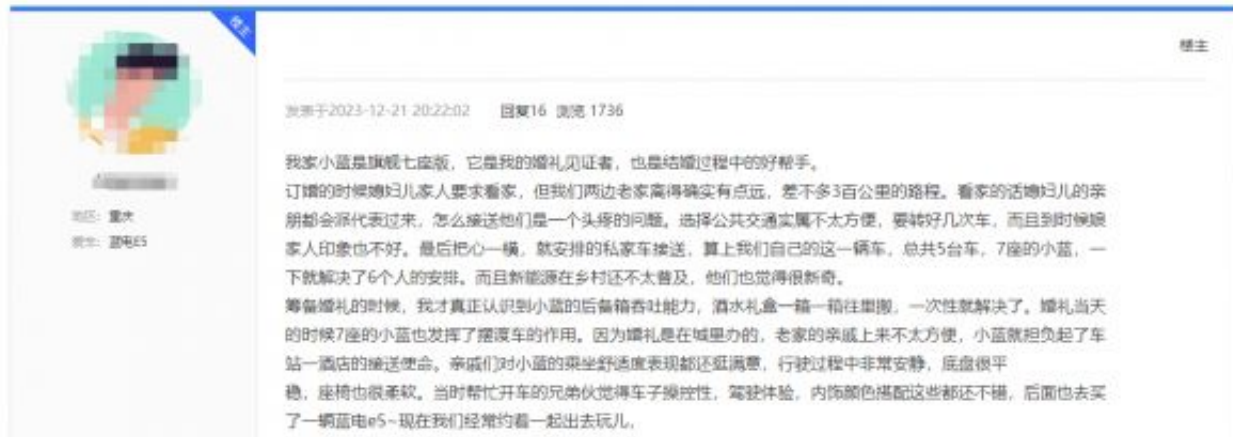 楼主
楼主
发表于2023-12-21 20:22:02 回复16 浏览 1736
地区：重庆
爱车：蓝电E5
我家小蓝是旗舰七座版，它是我的婚礼见证者，也是结婚过程中的好帮手。
订婚的时候媳妇儿家人要求看家，但我们两边老家离得确实有点远，差不多3百公里的路程。看家的话媳妇儿的亲
朋都会派代表过来，怎么接送他们是一个头疼的问题。选择公共交通实属不太方便，要转好几次车，而且到时候娘
家人印象也不好。最后把心一横，就安排的私家车接送，算上我们自己的这一辆车，总共5台车，7座的小蓝，一
下就解决了6个人的安排。而且新能源在乡村还不太普及，他们也觉得很新奇。
筹备婚礼的时候，我才真正认识到小蓝的后备箱吞吐能力，酒水礼盒一箱一箱往里搬，一次性就解决了。婚礼当天
的时候7座的小蓝也发挥了摆渡车的作用。因为婚礼是在城里办的，老家的亲戚上来不太方便，小蓝就担负起了车
站一酒店的接送使命。亲戚们对小蓝的乘坐舒适度表现都还挺满意，行驶过程中非常安静，底盘很平
稳，座椅也很柔软。当时帮忙开车的兄弟伙觉得车子操控性，驾驶体验，内饰颜色搭配这些都还不错，后面也去买
了一辆蓝电e5~现在我们经常约着一起出去玩儿，